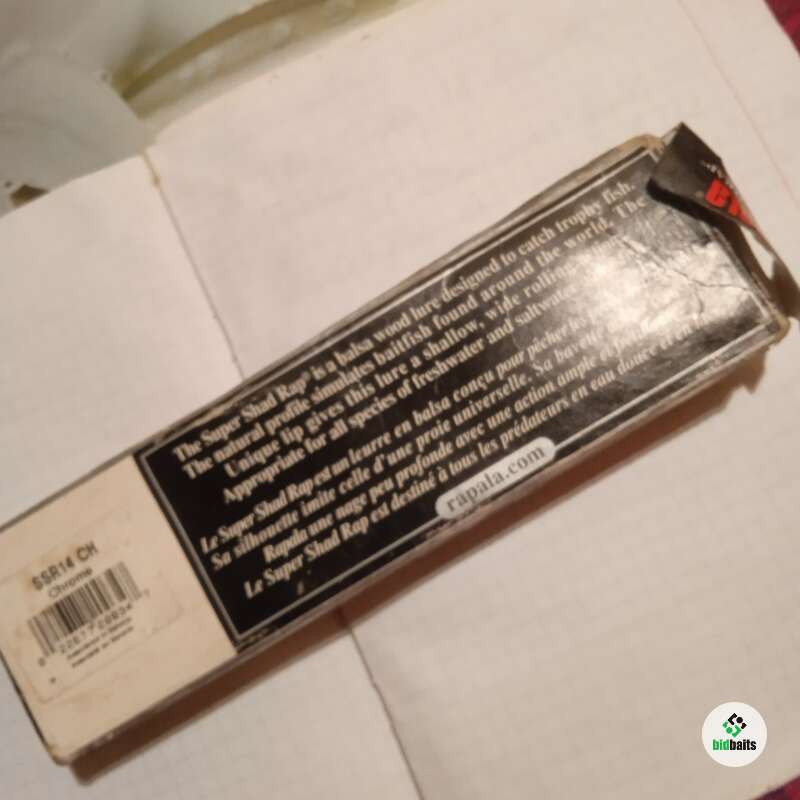 The Super Shad Rap® is a balsa wood lure designed to catch trophy fish.
The natural profile simulates baitfish found around the world. The
Unique lip gives this lure a shallow, wide rolling
Appropriate for all species of freshwater and saltwater
Le Super Shad Rap est un leurre en balsa conçu pour pêcher les
Sa silhouette imite celle d'une proie universelle. Sa bavette
Rapala une nage peu profonde avec une action ample et
Le Super Shad Rap est destiné à tous les prédateurs en eau douce et
rapala.com
SSR14 CH
Chrome
bidbaits